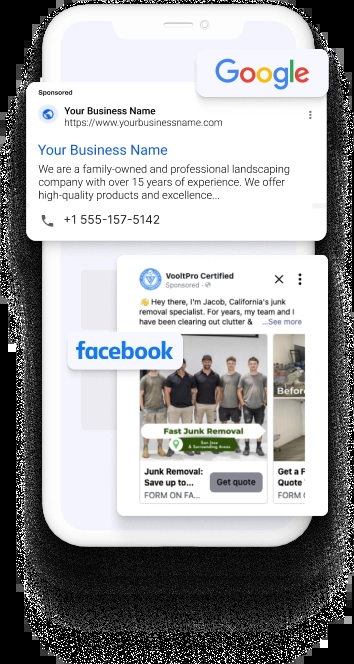 Google
Sponsored
Your Business Name
https://www.yourbusinessname.com
Your Business Name
We are a family-owned and professional landscaping
company with over 15 years of experience. We offer
high-quality products and excellence...
+1 555-157-5142
VooltPro Certified
Sponsored ·
👋 Hey there, I'm Jacob, California's junk
removal specialist. For years, my team and I
have been clearing out clutter & ...See more
facebook
Before
Fast Junk Removal
San Jose
& Surrounding Areas
Junk Removal:
Save up to...
FORM ON FA...
Get quote
Get a F
Quote
FORM